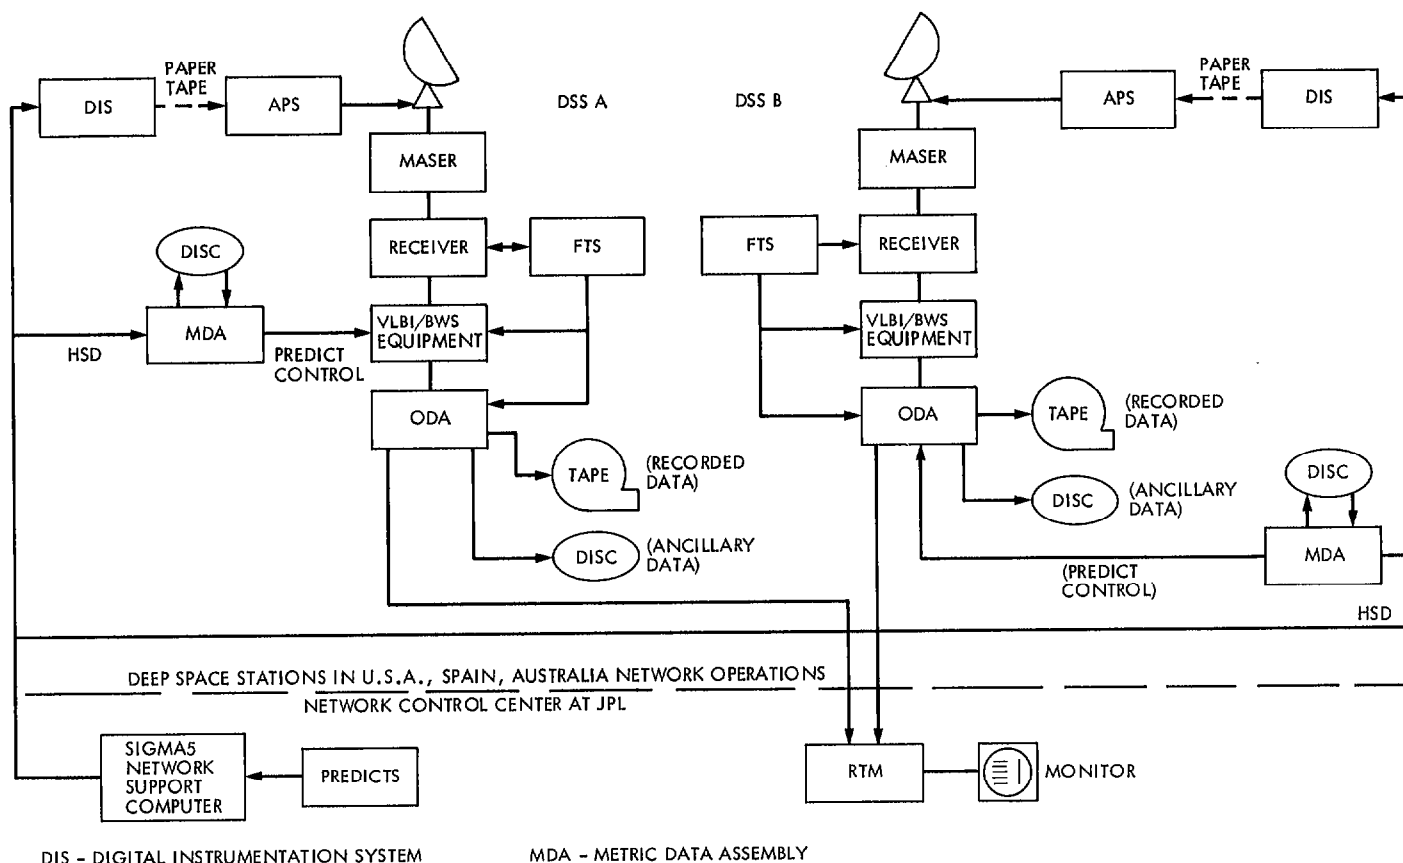 PAPER
TAPE
DIS
APS
DSS A
DSS B
APS
PAPER
TAPE
DIS
MASER
MASER
DISC
RECEIVER
FTS
FTS
RECEIVER
MDA
HSD
PREDICT
CONTROL
VLBI/BWS
EQUIPMENT
VLBI/BWS
EQUIPMENT
ODA
ODA
TAPE
(RECORDED
DATA)
TAPE
(RECORDED
DATA)
DISC
(ANCILLARY
DATA)
DISC
(ANCILLARY
DATA)
DISC
MDA
(PREDICT
CONTROL)
HSD
DEEP SPACE STATIONS IN U.S.A., SPAIN, AUSTRALIA NETWORK OPERATIONS
NETWORK CONTROL CENTER AT JPL
SIGMA5
NETWORK
SUPPORT
COMPUTER
PREDICTS
RTM
MONITOR
DIS - DIGITAL INSTRUMENTATION SYSTEM
MDA - METRIC DATA ASSEMBLY